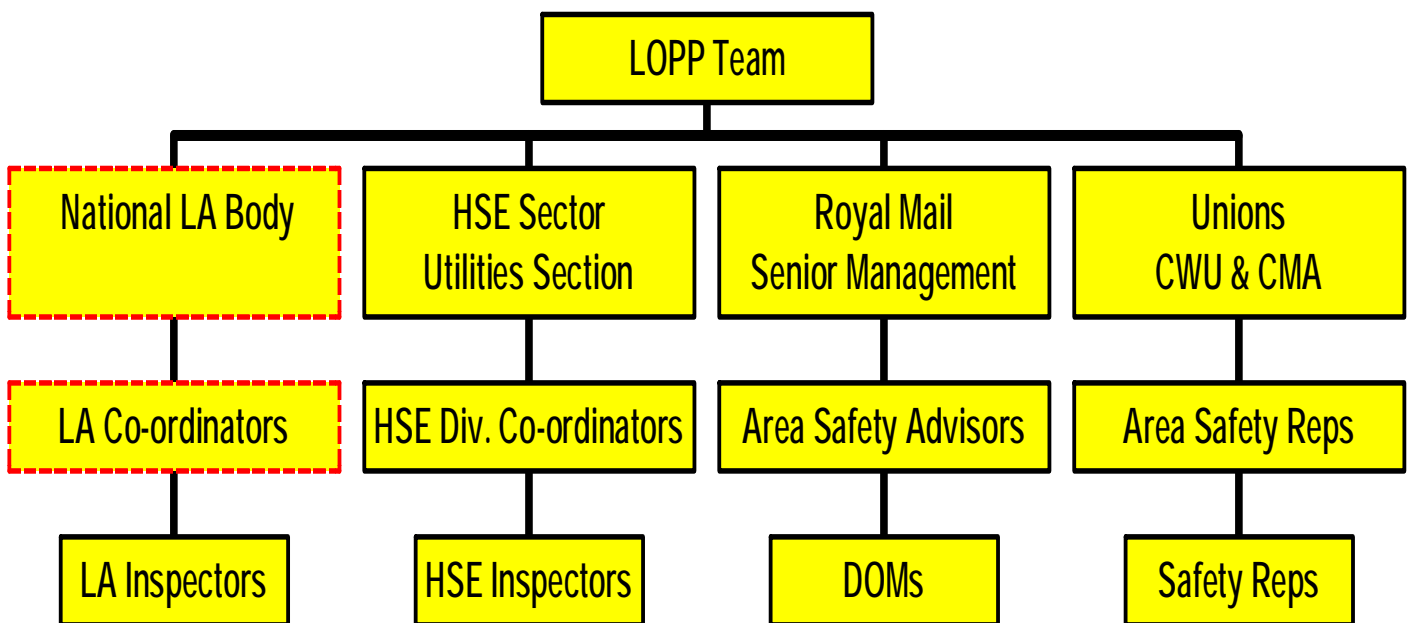 LOPP Team
National LA Body
HSE Sector
Utilities Section
Royal Mail
Senior Management
Unions
CWU & CMA
LA Co-ordinators
HSE Div. Co-ordinators
Area Safety Advisors
Area Safety Reps
LA Inspectors
HSE Inspectors
DOMs
Safety Reps